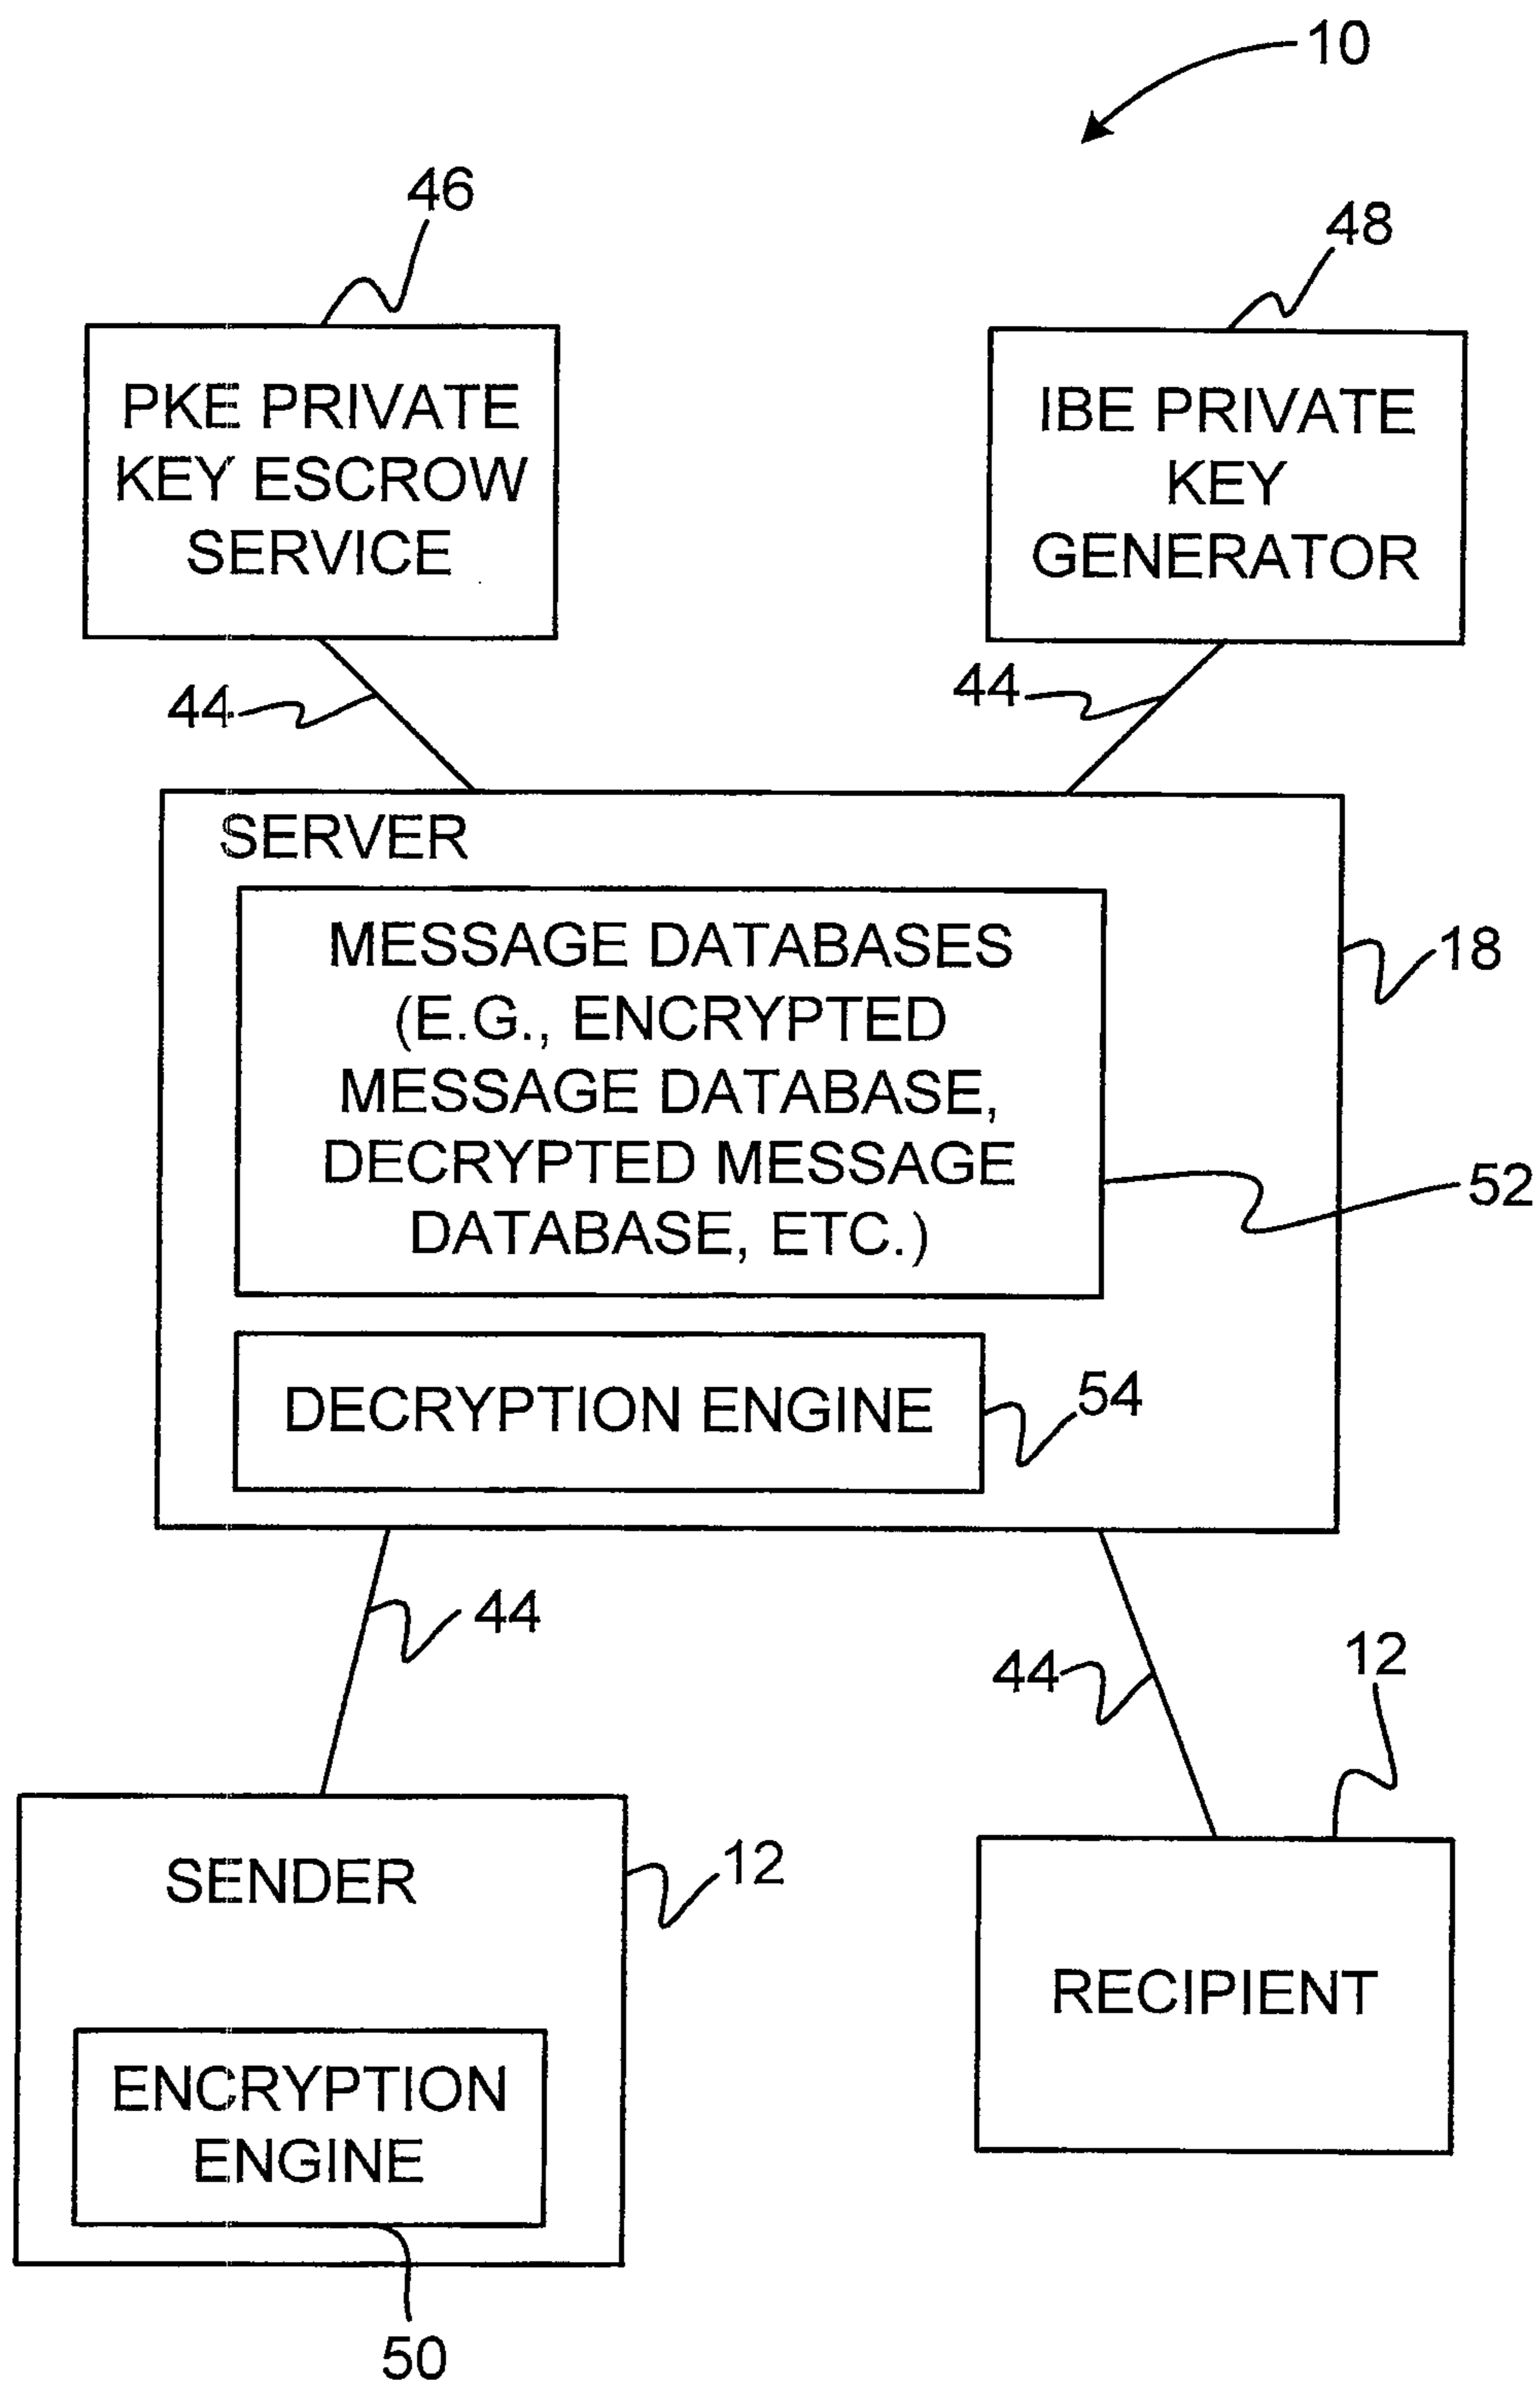 10
46
48
PKE PRIVATE
KEY ESCROW
SERVICE
IBE PRIVATE
KEY
GENERATOR
44
44
SERVER
MESSAGE DATABASES
(E.G., ENCRYPTED
MESSAGE DATABASE,
DECRYPTED MESSAGE
DATABASE, ETC.)
18
52
DECRYPTION ENGINE
54
44
44
12
SENDER
12
RECIPIENT
ENCRYPTION
ENGINE
50